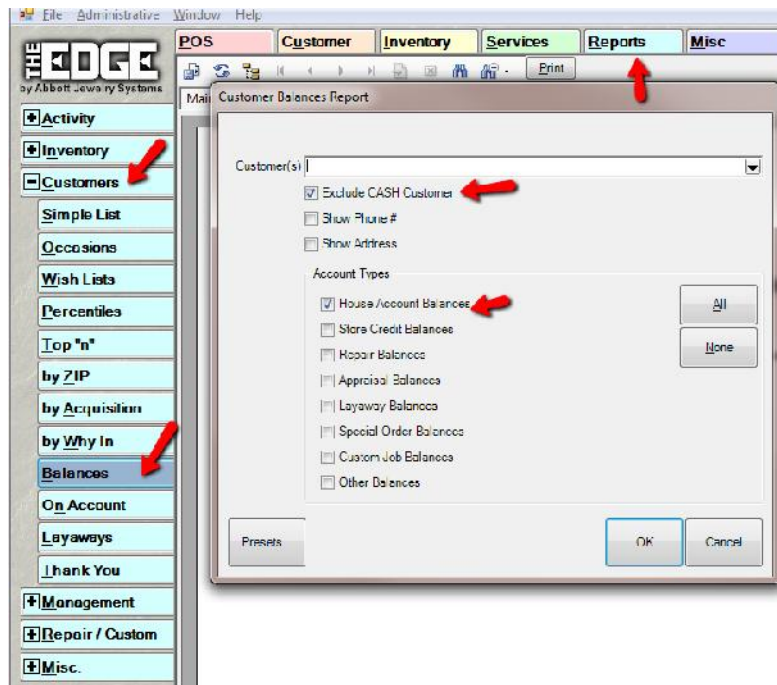 File Administrative Window Help
THE EDGE
by Abbott Jewelry Systems
POS Customer Inventory Services Reports Misc
Print
Main
Activity
Inventory
Customers
Simple List
Occasions
Wish Lists
Percentiles
Top "n"
by ZIP
by Acquisition
by Why In
Balances
On Account
Layaways
Thank You
Management
Repair / Custom
Misc.
Customer Balances Report
Customer(s)
Exclude CASH Customer
Show Phone #
Show Address
Account Types
House Account Balances
Store Credit Balances
Repair Balances
Appraisal Balances
Layaway Balances
Special Order Balances
Custom Job Balances
Other Balances
All
None
Presets
OK
Cancel